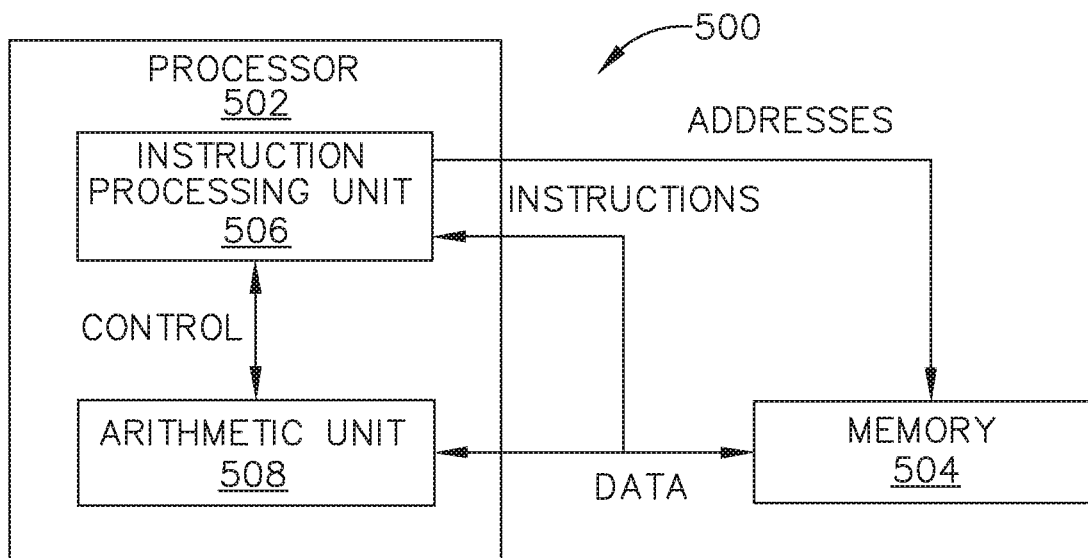 500
PROCESSOR
502
ADDRESSES
INSTRUCTION
PROCESSING UNIT
506
INSTRUCTIONS
CONTROL
ARITHMETIC UNIT
508
DATA
MEMORY
504